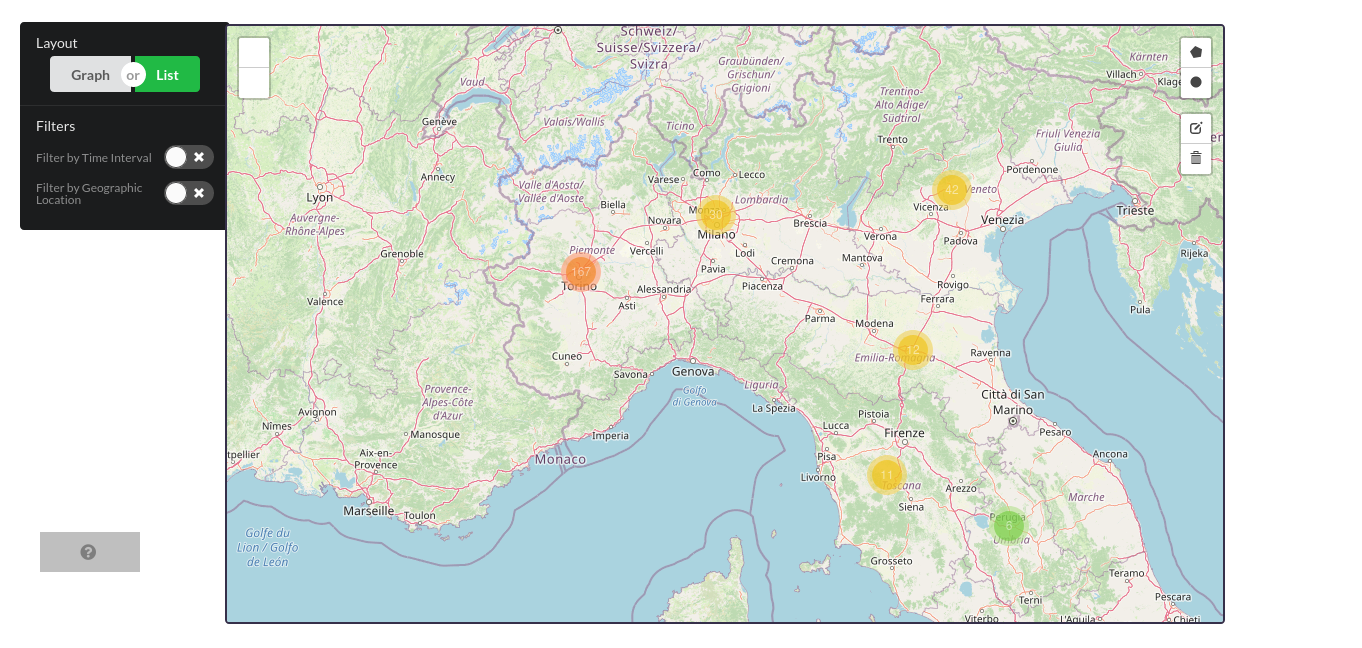 Layout
Graph or List
Filters
Filter by Time Interval
Filter by Geographic
Location
Schweiz/
Suisse/Svizzera/
Svizra
Graubünden/
Grischun/
Grigioni
Kärnten
Villach
Vaud
Trentino-
Alto Adige/
Südtirol
Genève
Valais/Wallis
Ticino
Trento
Friuli Venezia
Giulia
Annecy
Varese
Como
Lecco
Pordenone
Lyon
Valle d'Aosta/
Vallée d'Aoste
Biella
Lombardia
42
Veneto
Vicenza
Trieste
Auvergne-
Rhône-Alpes
Novara
30
Milano
Brescia
Verona
Padova
Venezia
Grenoble
Piemonte
Vercelli
Lodi
Cremona
Mantova
Rijeka
167
Torino
Pavia
Piacenza
Rovigo
Valence
Asti
Alessandria
Ferrara
Pula
Parma
Modena
Cuneo
12
Emilia-Romagna
Ravenna
Savona
Genova
Provence-
Alpes-Côte
d'Azur
Golfo
di Genova
Liguria
Città di San
Marino
Avignon
La Spezia
Pistoia
Nîmes
Manosque
Imperia
Lucca
Firenze
Pesaro
Aix-en-
Provence
Monaco
Pisa
Ancona
tpellier
Livorno
11
Toscana
Arezzo
Marche
Marseille
Toulon
Siena
Perugia
8
Umbria
Golfe du
Lion / Golfo
de León
Grosseto
Teramo
Terni
Pescara
Viterbo
L'Aquila
Chieti